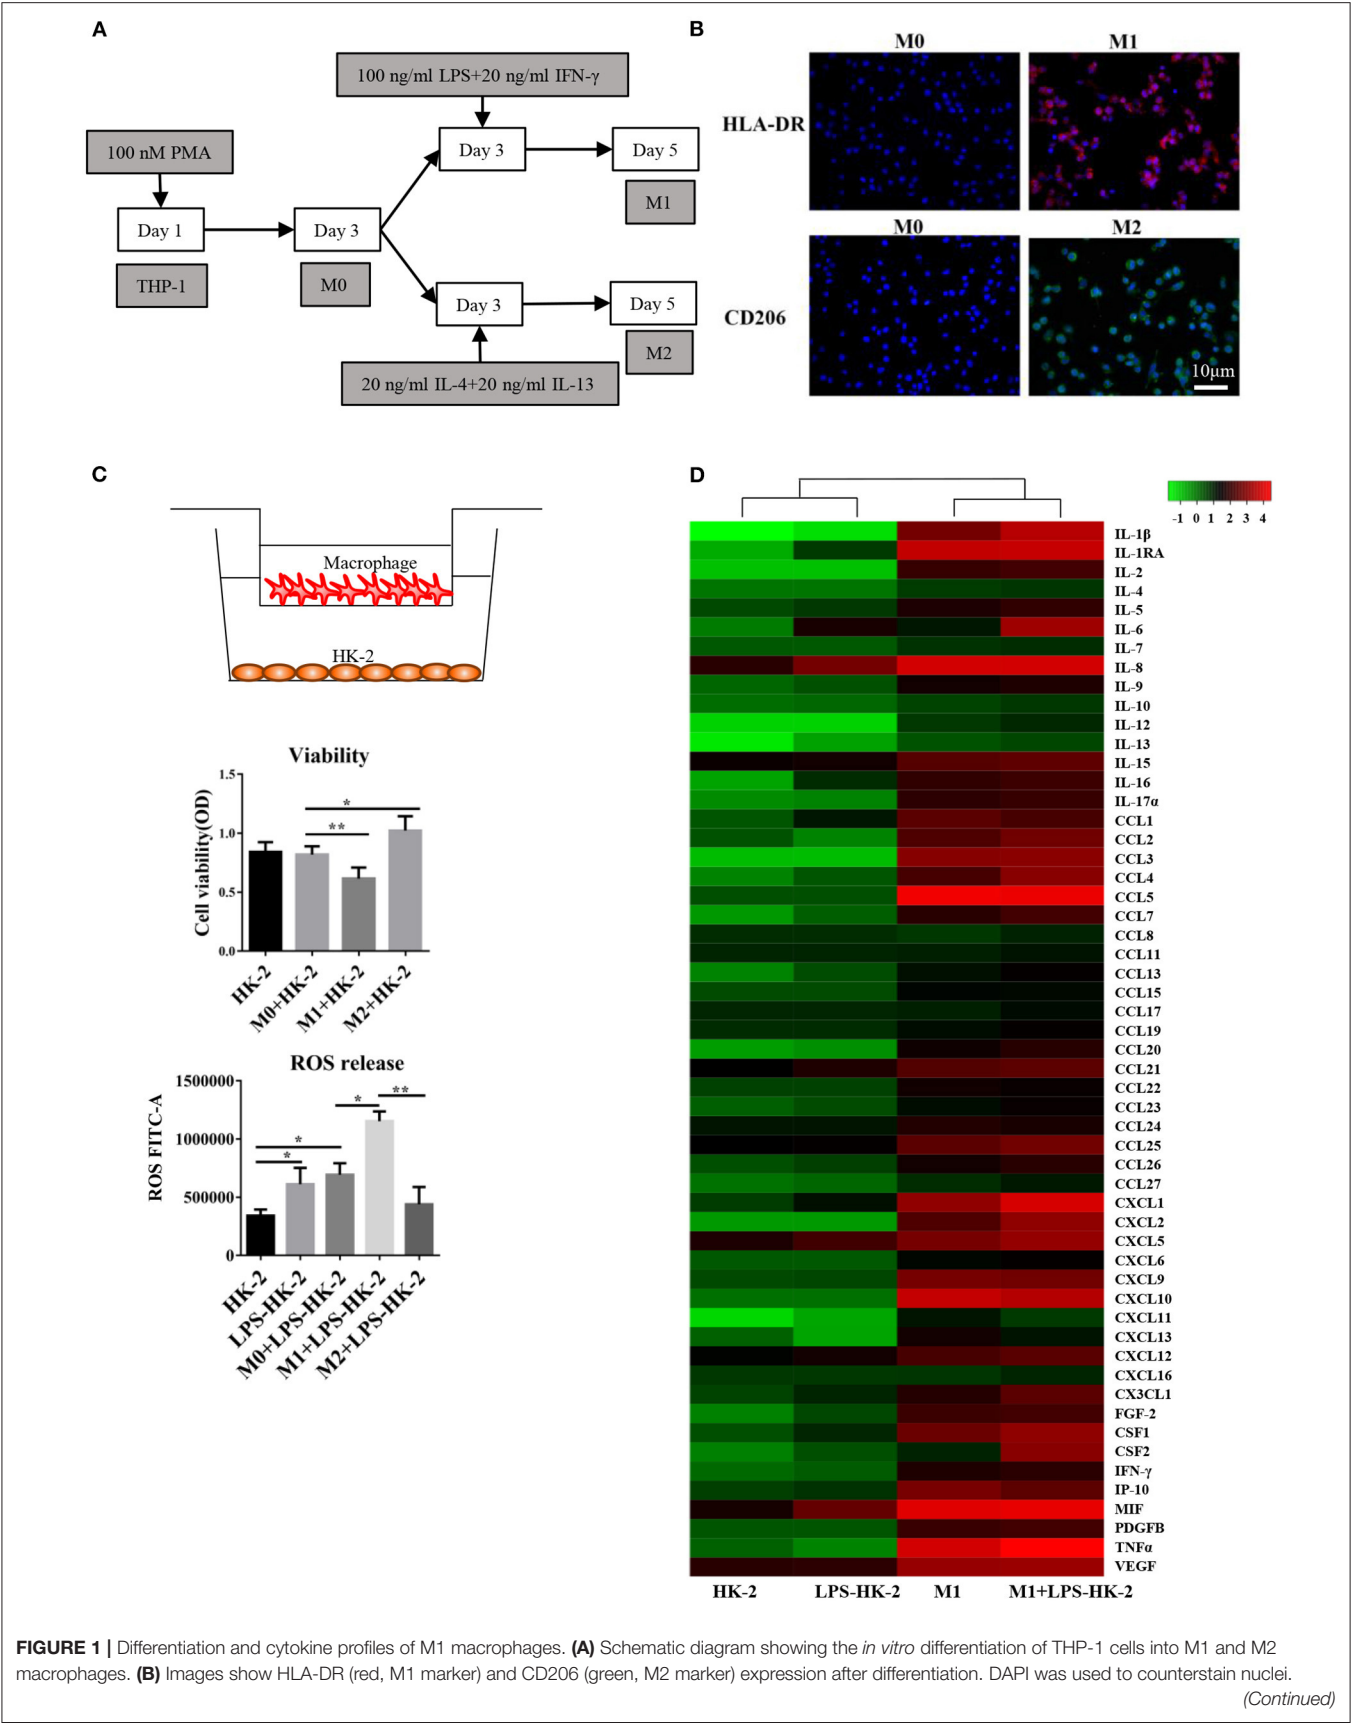 A
100 ng/ml LPS+20 ng/ml IFN-γ
100 nM PMA
Day 3
Day 5
M1
Day 1
Day 3
THP-1
M0
Day 3
Day 5
M2
20 ng/ml IL-4+20 ng/ml IL-13
B
M0
M1
HLA-DR
M0
M2
CD206
10μm
C
Macrophage
HK-2
Viability
Cell viability(OD)
1.5
1.0
0.5
0.0
*
**
HK-2
M0+HK-2
M1+HK-2
M2+HK-2
ROS release
ROS FITC-A
1500000
1000000
500000
0
*
*
*
**
HK-2
LPS-HK-2
M0+LPS-HK-2
M1+LPS-HK-2
M2+LPS-HK-2
D
-1 0 1 2 3 4
IL-1β
IL-1RA
IL-2
IL-4
IL-5
IL-6
IL-7
IL-8
IL-9
IL-10
IL-12
IL-13
IL-15
IL-16
IL-17α
CCL1
CCL2
CCL3
CCL4
CCL5
CCL7
CCL8
CCL11
CCL13
CCL15
CCL17
CCL19
CCL20
CCL21
CCL22
CCL23
CCL24
CCL25
CCL26
CCL27
CXCL1
CXCL2
CXCL5
CXCL6
CXCL9
CXCL10
CXCL11
CXCL13
CXCL12
CXCL16
CX3CL1
FGF-2
CSF1
CSF2
IFN-γ
IP-10
MIF
PDGFB
TNFα
VEGF
HK-2 LPS-HK-2 M1 M1+LPS-HK-2
FIGURE 1 | Differentiation and cytokine profiles of M1 macrophages. (A) Schematic diagram showing the in vitro differentiation of THP-1 cells into M1 and M2
macrophages. (B) Images show HLA-DR (red, M1 marker) and CD206 (green, M2 marker) expression after differentiation. DAPI was used to counterstain nuclei.
(Continued)